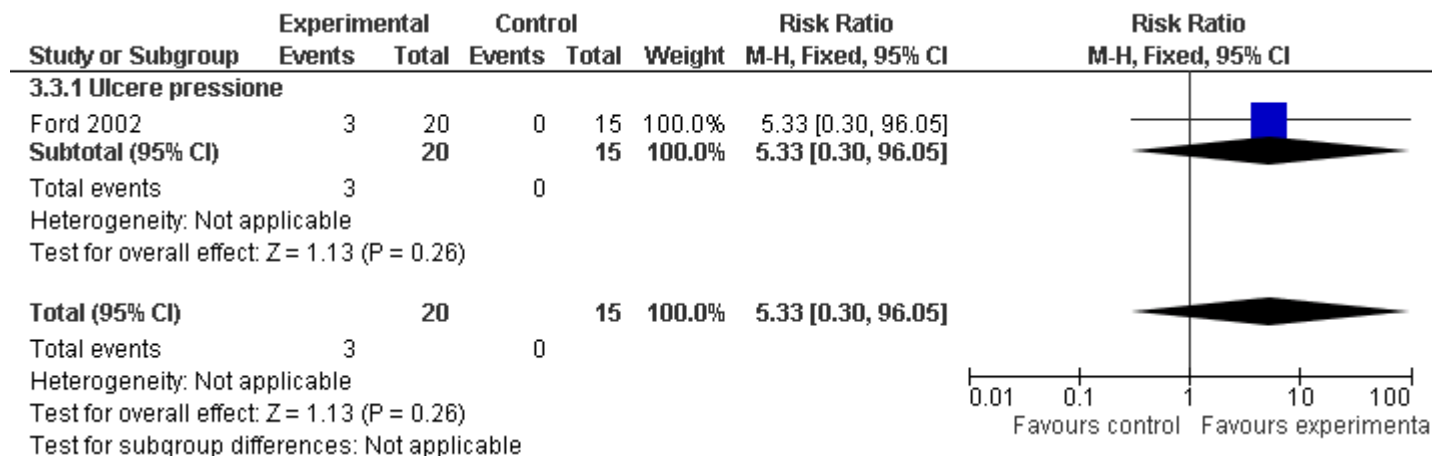 Experimental Control Risk Ratio Risk Ratio
Study or Subgroup Events Total Events Total Weight M-H, Fixed, 95% CI M-H, Fixed, 95% CI
3.3.1 Ulcere pressione
Ford 2002 3 20 0 15 100.0% 5.33 [0.30, 96.05]
Subtotal (95% CI) 20 15 100.0% 5.33 [0.30, 96.05]
Total events 3 0
Heterogeneity: Not applicable
Test for overall effect: Z = 1.13 (P = 0.26)
Total (95% CI) 20 15 100.0% 5.33 [0.30, 96.05]
Total events 3 0
Heterogeneity: Not applicable
Test for overall effect: Z = 1.13 (P = 0.26)
Test for subgroup differences: Not applicable
0.01 0.1 1 10 100
Favours control Favours experimenta